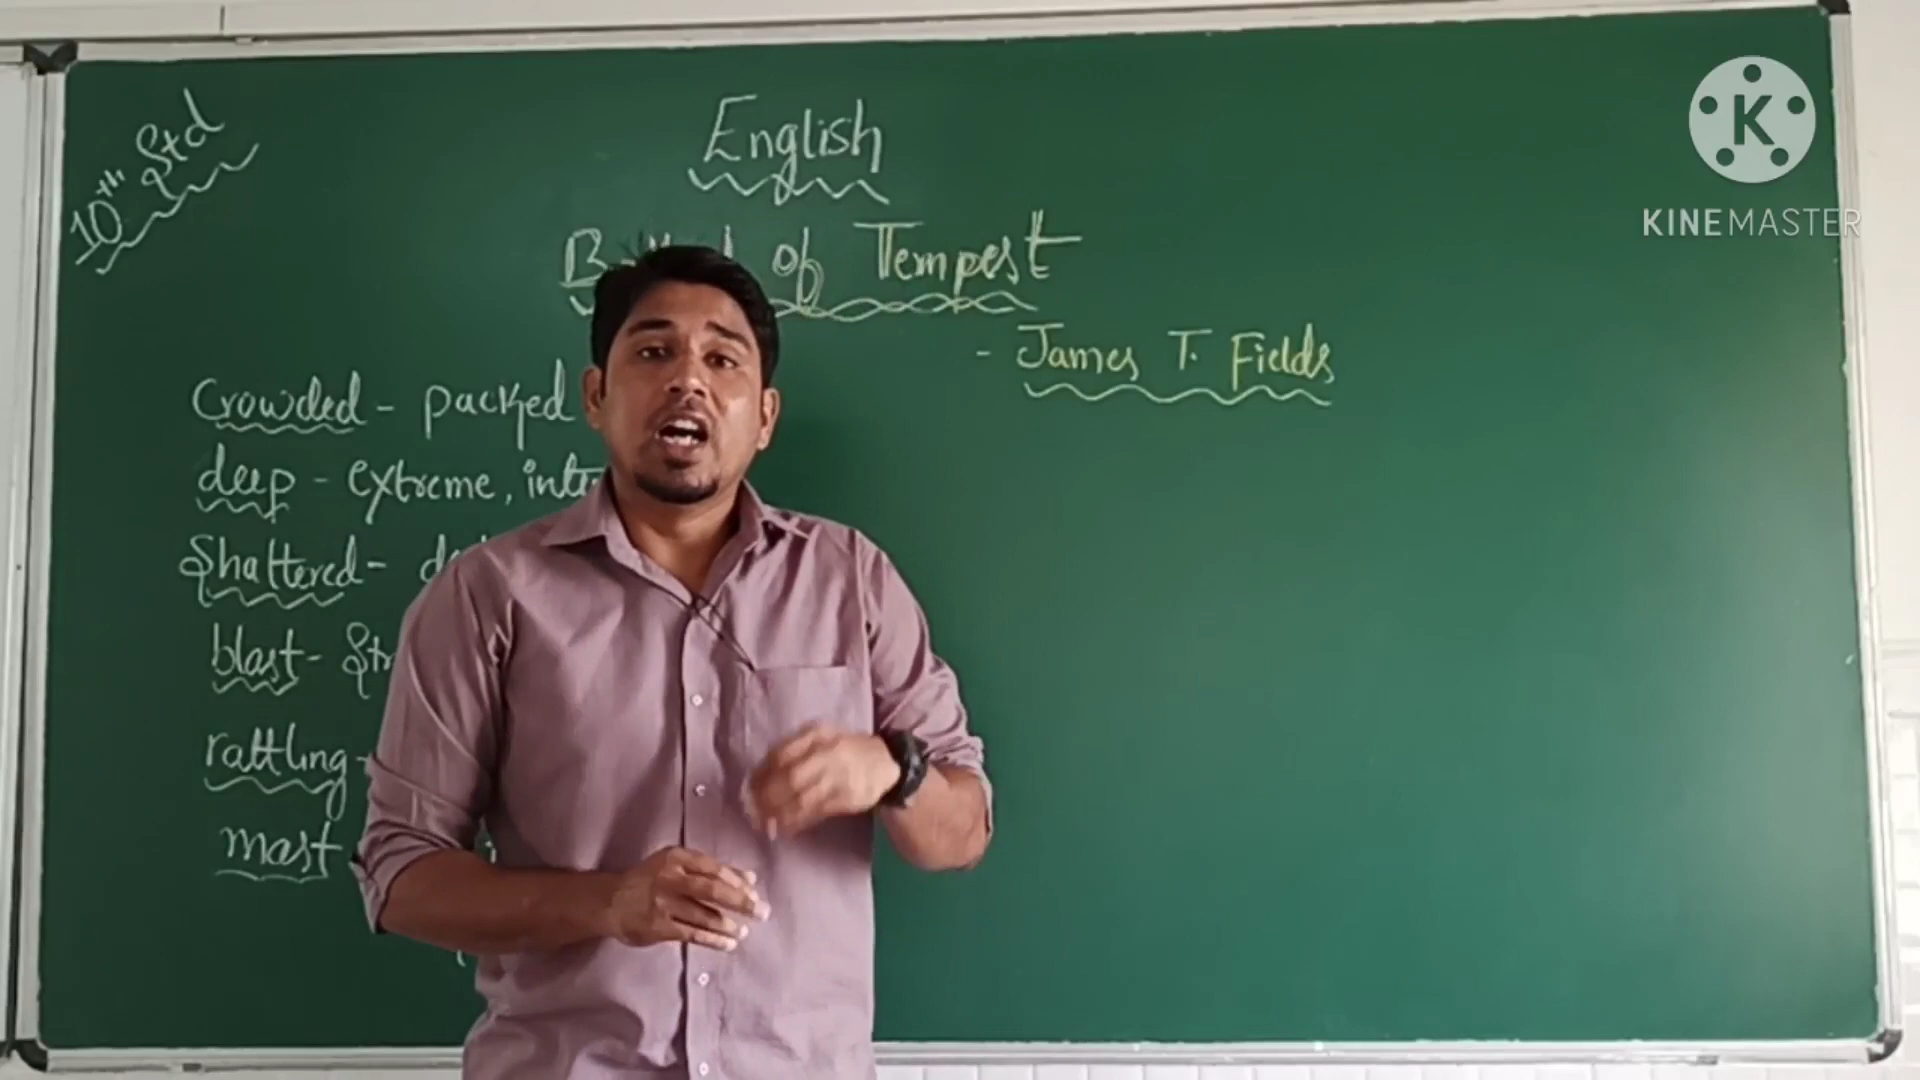 10th Std
English
of Tempest
- James T. Fields
Crowded - packed
deep - extreme,
Shattered -
blast -
rattling -
mast
K
KINEMASTER